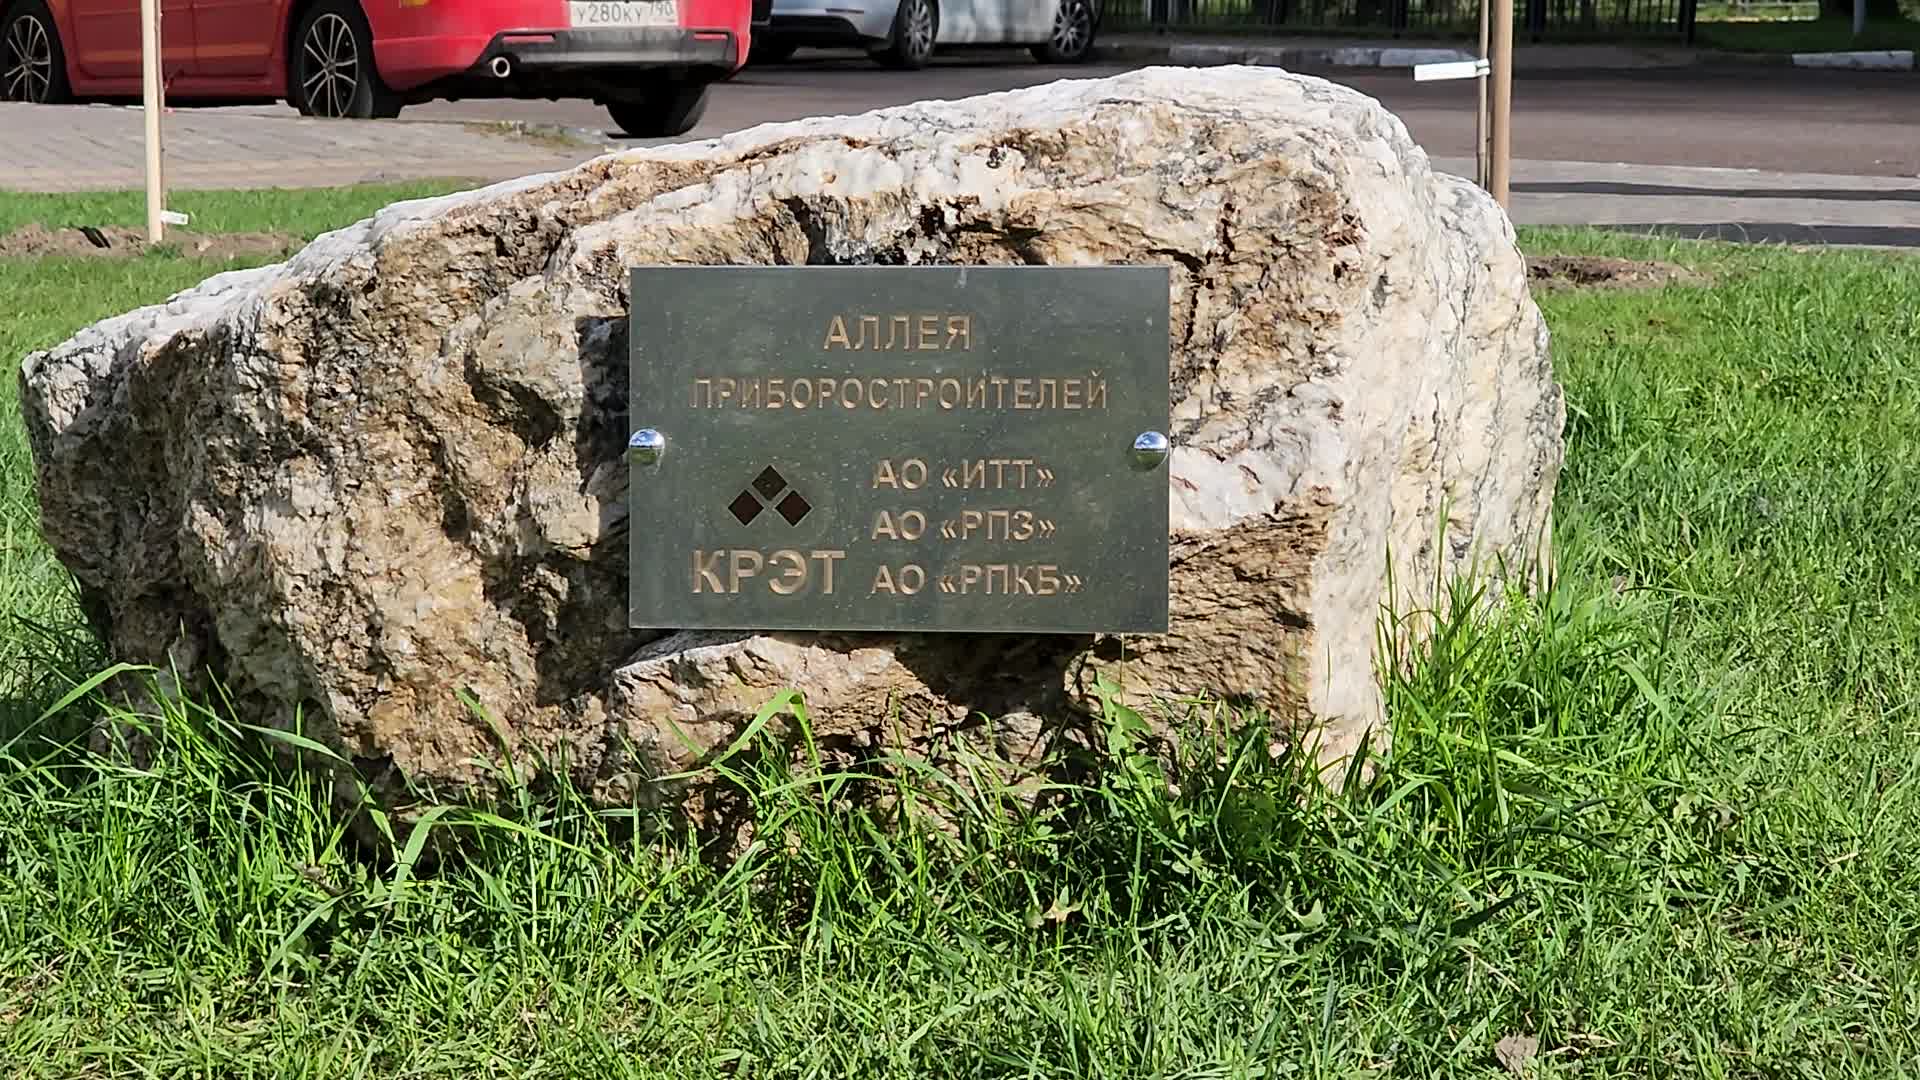 У280КУ 790
АЛЛЕЯ
ПРИБОРОСТРОИТЕЛЕЙ
КРЭТ
АО «ИТТ»
АО «РПЗ»
АО «РПКБ»